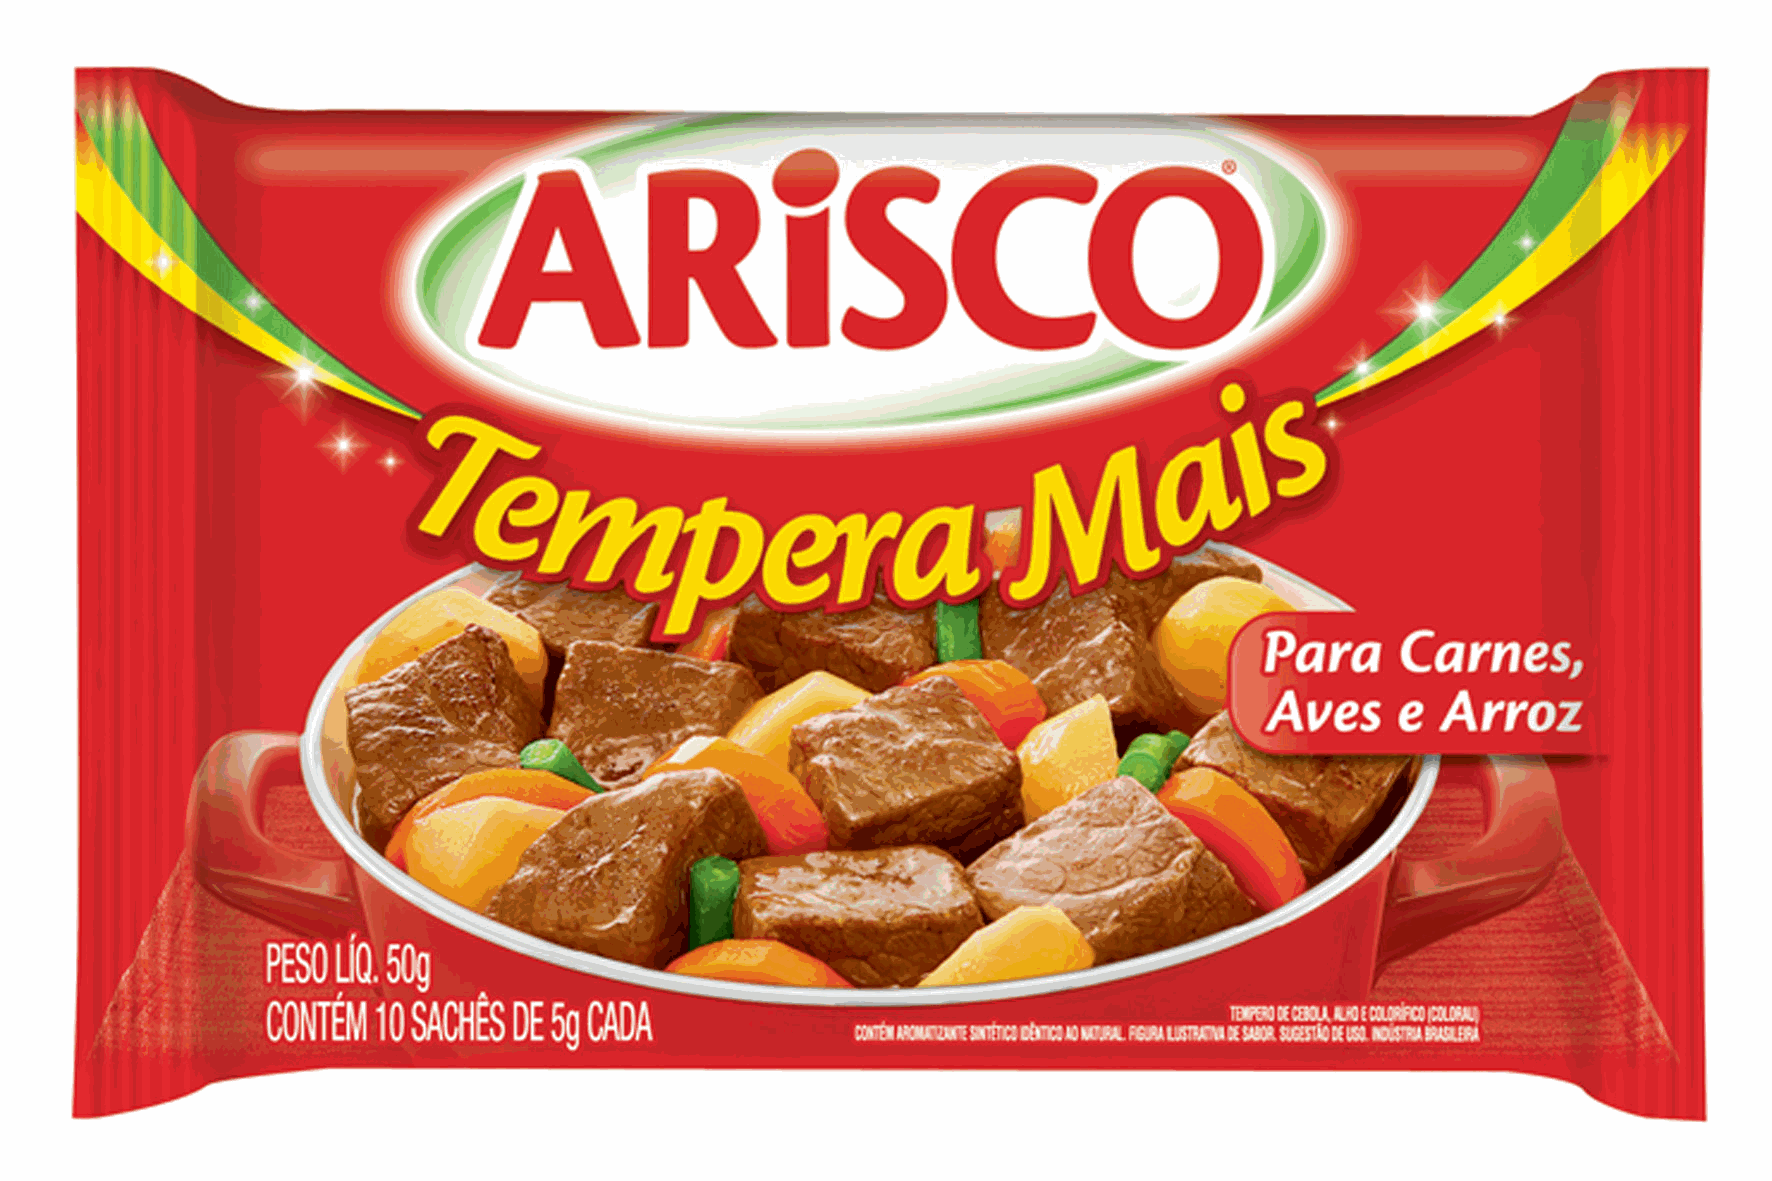 ARiSCO®
Tempera Mais
Para Carnes,
Aves e Arroz
PESO LÍQ. 50g
CONTÉM 10 SACHÊS DE 5g CADA
TEMPERO DE CEBOLA, ALHO E COLORÍFICO (COLORAU)
CONTÉM AROMATIZANTE SINTÉTICO IDÊNTICO AO NATURAL. FIGURA ILUSTRATIVA DE SABOR. SUGESTÃO DE USO. INDÚSTRIA BRASILEIRA